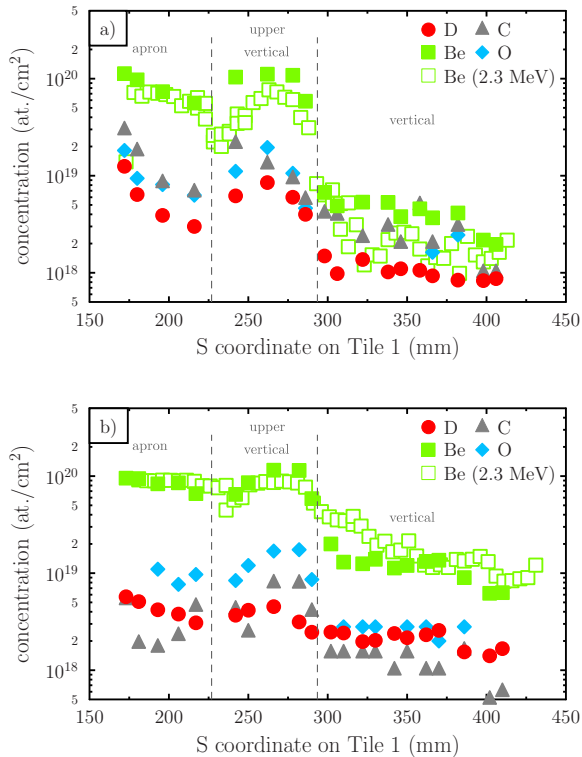 a)
upper
apron
vertical
vertical
D
C
Be
O
Be (2.3 MeV)
concentration (at./cm²)
5
2
10²⁰
5
2
10¹⁹
5
2
10¹⁸
5
150 200 250 300 350 400 450
S coordinate on Tile 1 (mm)
b)
upper
apron
vertical
vertical
D
C
Be
O
Be (2.3 MeV)
concentration (at./cm²)
5
2
10²⁰
5
2
10¹⁹
5
2
10¹⁸
5
150 200 250 300 350 400 450
S coordinate on Tile 1 (mm)